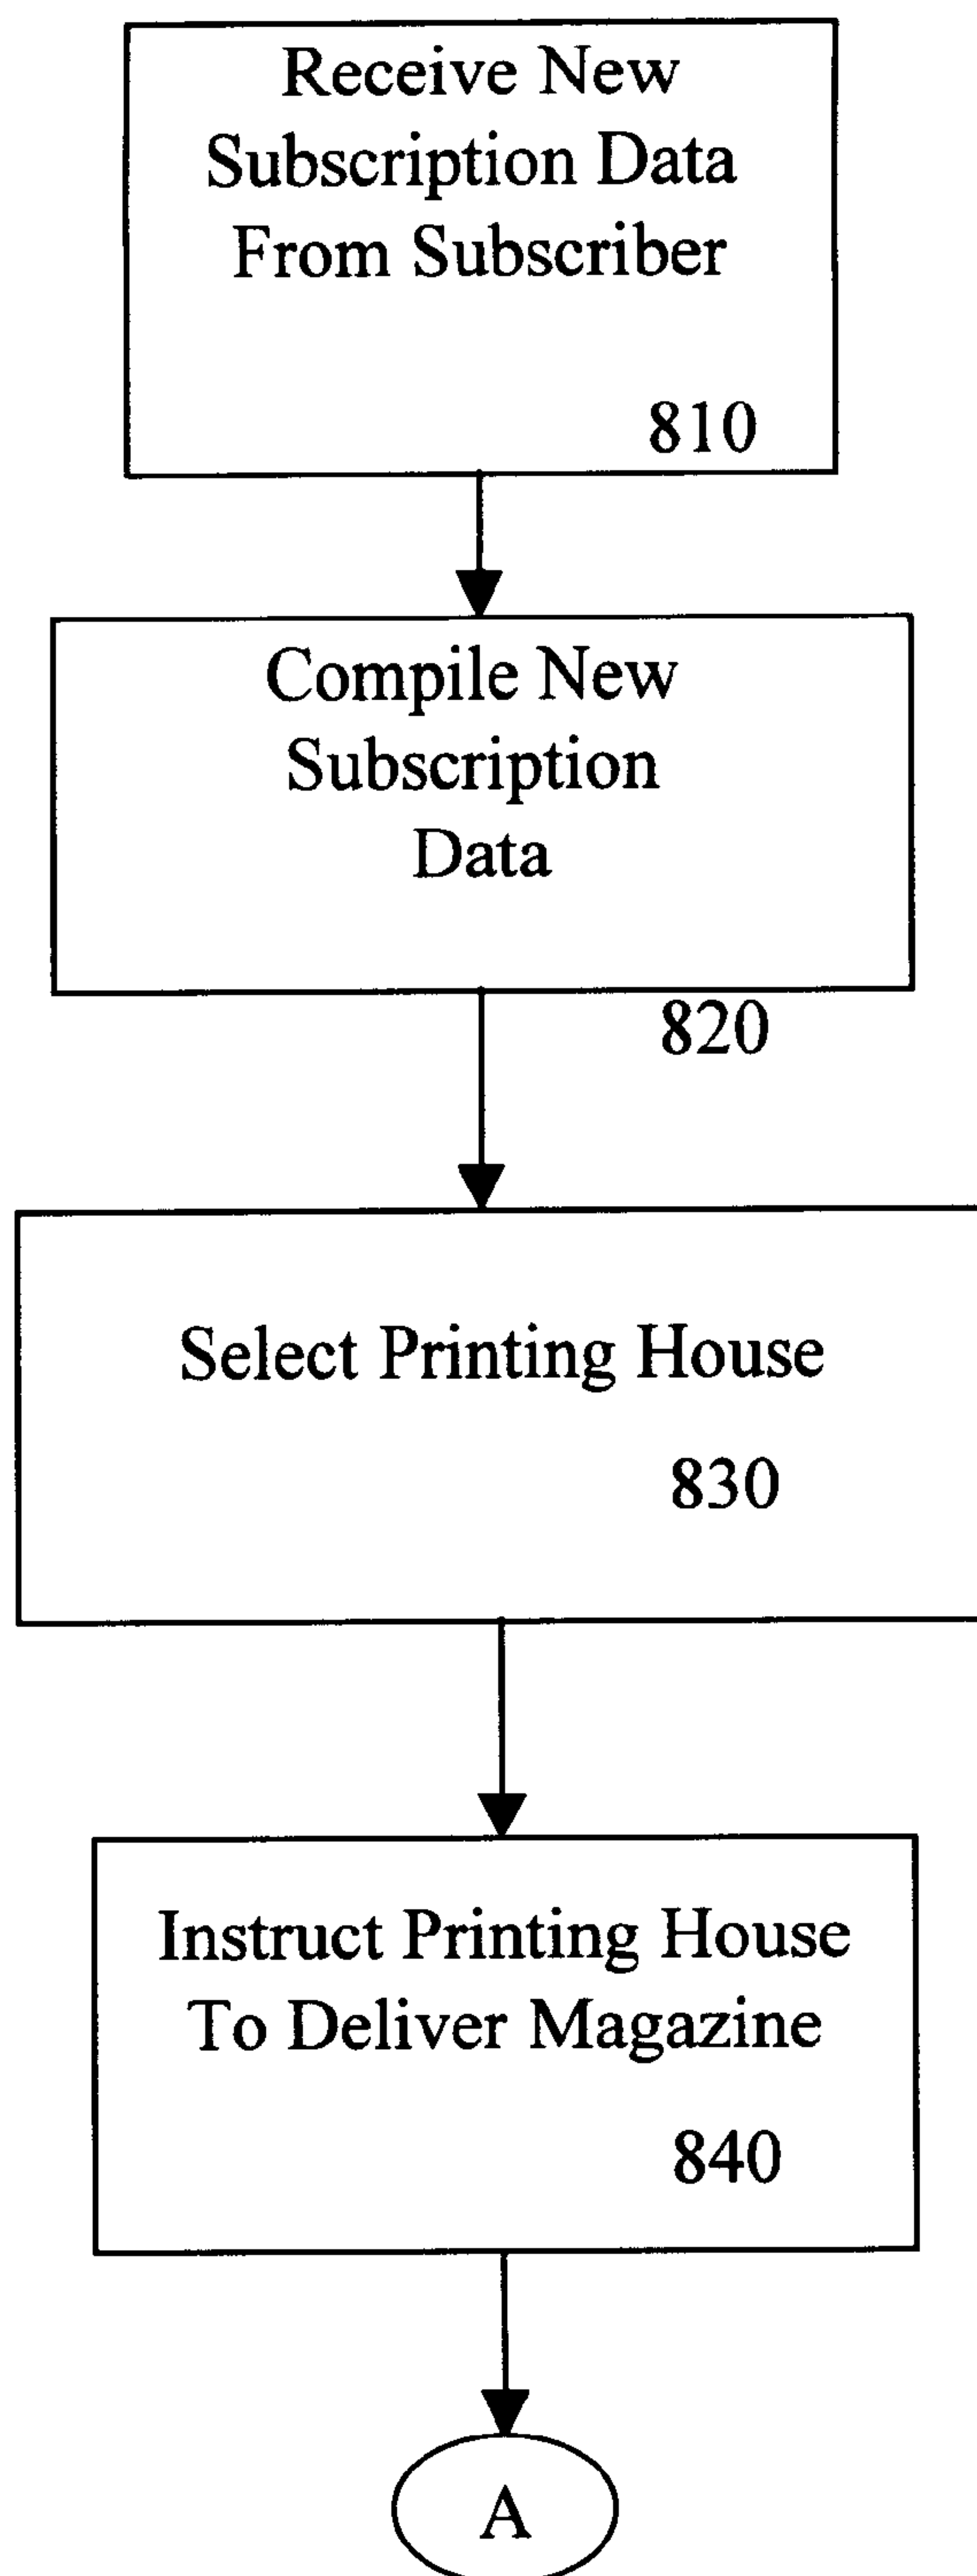 Receive New
Subscription Data
From Subscriber
810
Compile New
Subscription
Data
820
Select Printing House
830
Instruct Printing House
To Deliver Magazine
840
A